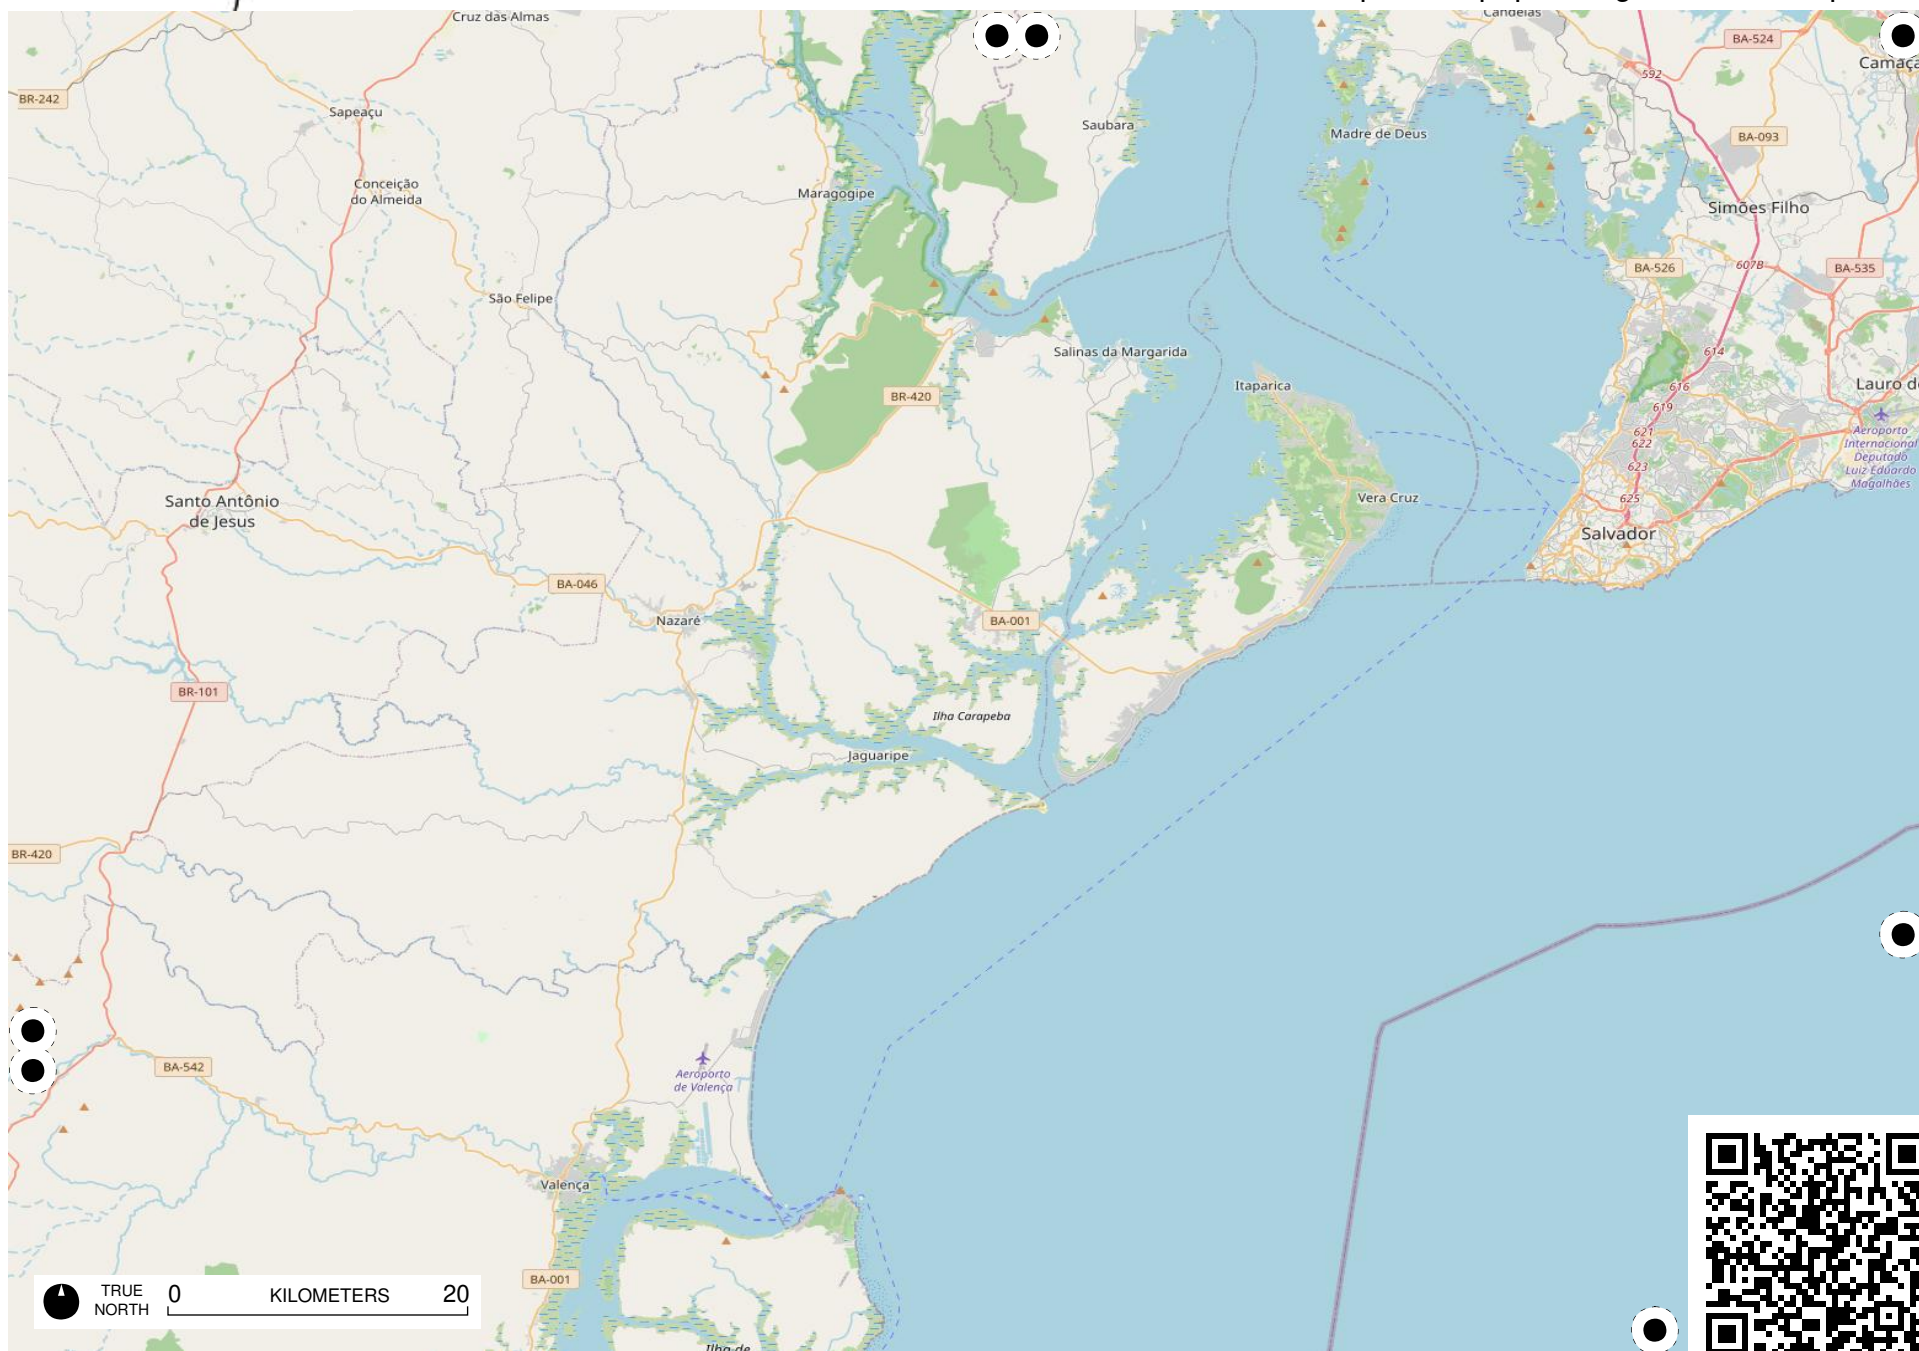 Cruz das Almas
Candeias
BA-524
592
Camaça
BR-242
Sapeaçu
Saubara
Madre de Deus
BA-093
Conceição
do Almeida
Maragogipe
Simões Filho
BA-526
607B
BA-535
São Felipe
Salinas da Margarida
614
Itaparica
616
Lauro d
BR-420
619
621
622
Aeroporto
Internacional
Deputado
Luiz Eduardo
Magalhães
623
625
Vera Cruz
Santo Antônio
de Jesus
Salvador
BA-046
Nazaré
BA-001
BR-101
Ilha Carapeba
Jaguaripe
BR-420
BA-542
Aeroporto
de Valença
Valença
BA-001
TRUE
NORTH
0 KILOMETERS 20
Ilha de